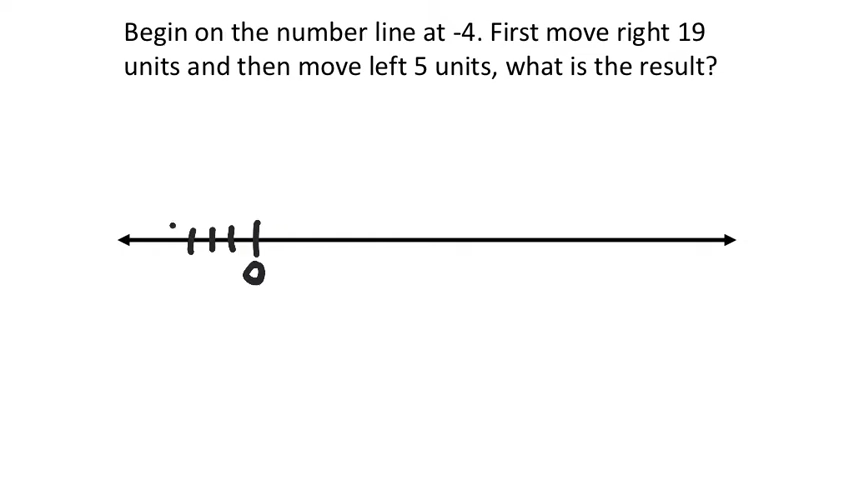 Begin on the number line at -4. First move right 19
units and then move left 5 units, what is the result?
0